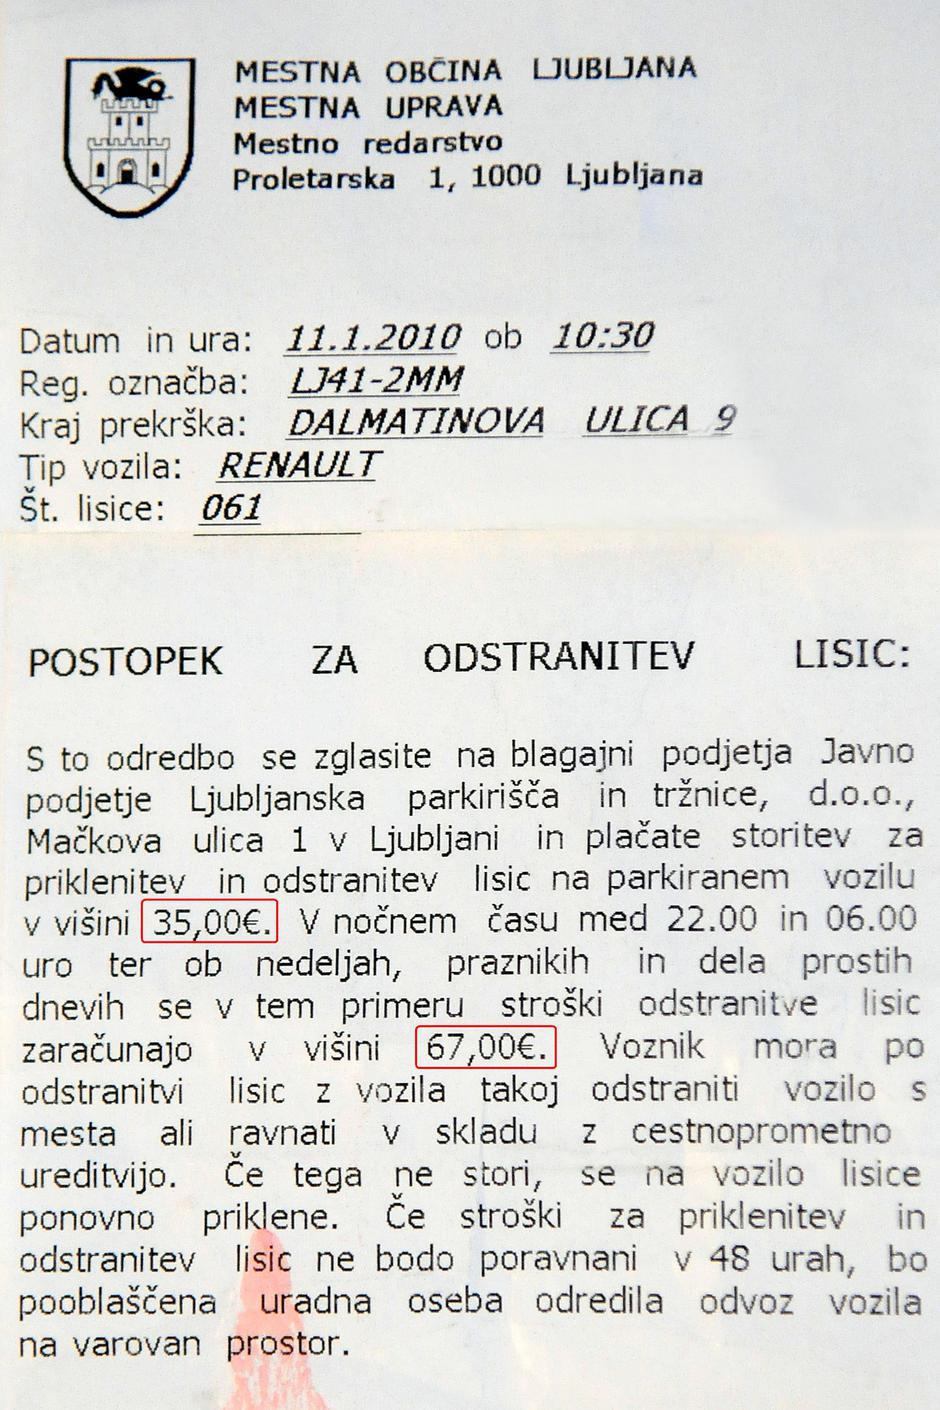 MESTNA OBČINA LJUBLJANA
MESTNA UPRAVA
Mestno redarstvo
Proletarska 1, 1000 Ljubljana
Datum in ura: 11.1.2010 ob 10:30
Reg. označba: LJ41-2MM
Kraj prekrška: DALMATINOVA ULICA 9
Tip vozila: RENAULT
Št. lisice: 061
POSTOPEK ZA ODSTRANITEV LISIC:
S to odredbo se zglasite na blagajni podjetja Javno
podjetje Ljubljanska parkirišča in tržnice, d.o.o.,
Mačkova ulica 1 v Ljubljani in plačate storitev za
priklenitev in odstranitev lisic na parkiranem vozilu
v višini 35,00€. V nočnem času med 22.00 in 06.00
uro ter ob nedeljah, praznikih in dela prostih
dnevih se v tem primeru stroški odstranitve lisic
zaračunajo v višini 67,00€. Voznik mora po
odstranitvi lisic z vozila takoj odstraniti vozilo s
mesta ali ravnati v skladu z cestnoprometno
ureditvijo. Če tega ne stori, se na vozilo lisice
ponovno priklene. Če stroški za priklenitev in
odstranitev lisic ne bodo poravnani v 48 urah, bo
pooblaščena uradna oseba odredila odvoz vozila
na varovan prostor.